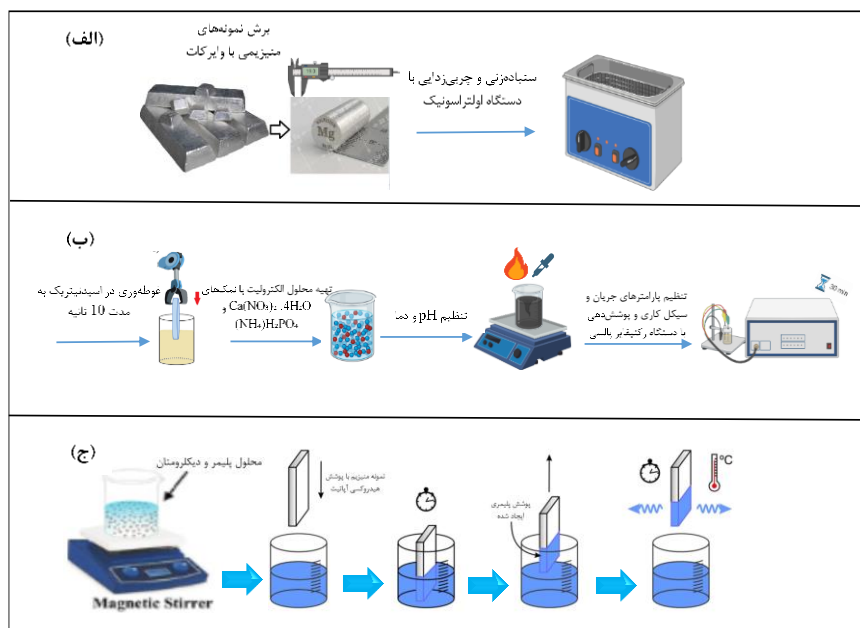 (الف)
برش نمونه‌های
منیزیمی با وایرکات
Mg
سنباده‌زنی و چربی‌زدایی با
دستگاه اولتراسونیک
(ب)
غوطه‌وری در اسیدنیتریک به
مدت 10 ثانیه
تهیه محلول الکترولیت با نمک‌های
Ca(NO₃)₂ .4H₂O و
(NH₄)H₂PO₄
تنظیم pH و دما
تنظیم پارامترهای جریان و
سیکل کاری و پوشش‌دهی
با دستگاه رکتیفایر پالسی
30 min
(ج)
محلول پلیمر و دیکلرومتان
Magnetic Stirrer
نمونه منیزیم با پوشش
هیدروکسی آپاتیت
پوشش پلیمری
ایجاد شده
°C